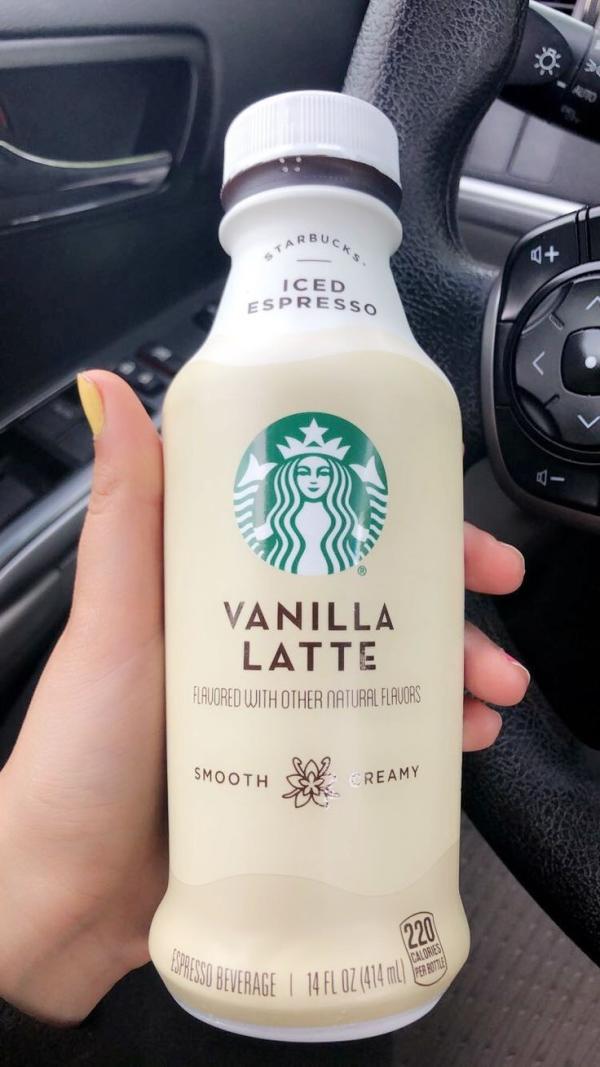 STARBUCKS
ICED
ESPRESSO
VANILLA
LATTE
FLAVORED WITH OTHER NATURAL FLAVORS
SMOOTH CREAMY
ESPRESSO BEVERAGE | 14 FL OZ (414 mL)
220
CALORIES
PER BOTTLE
AUTO
®